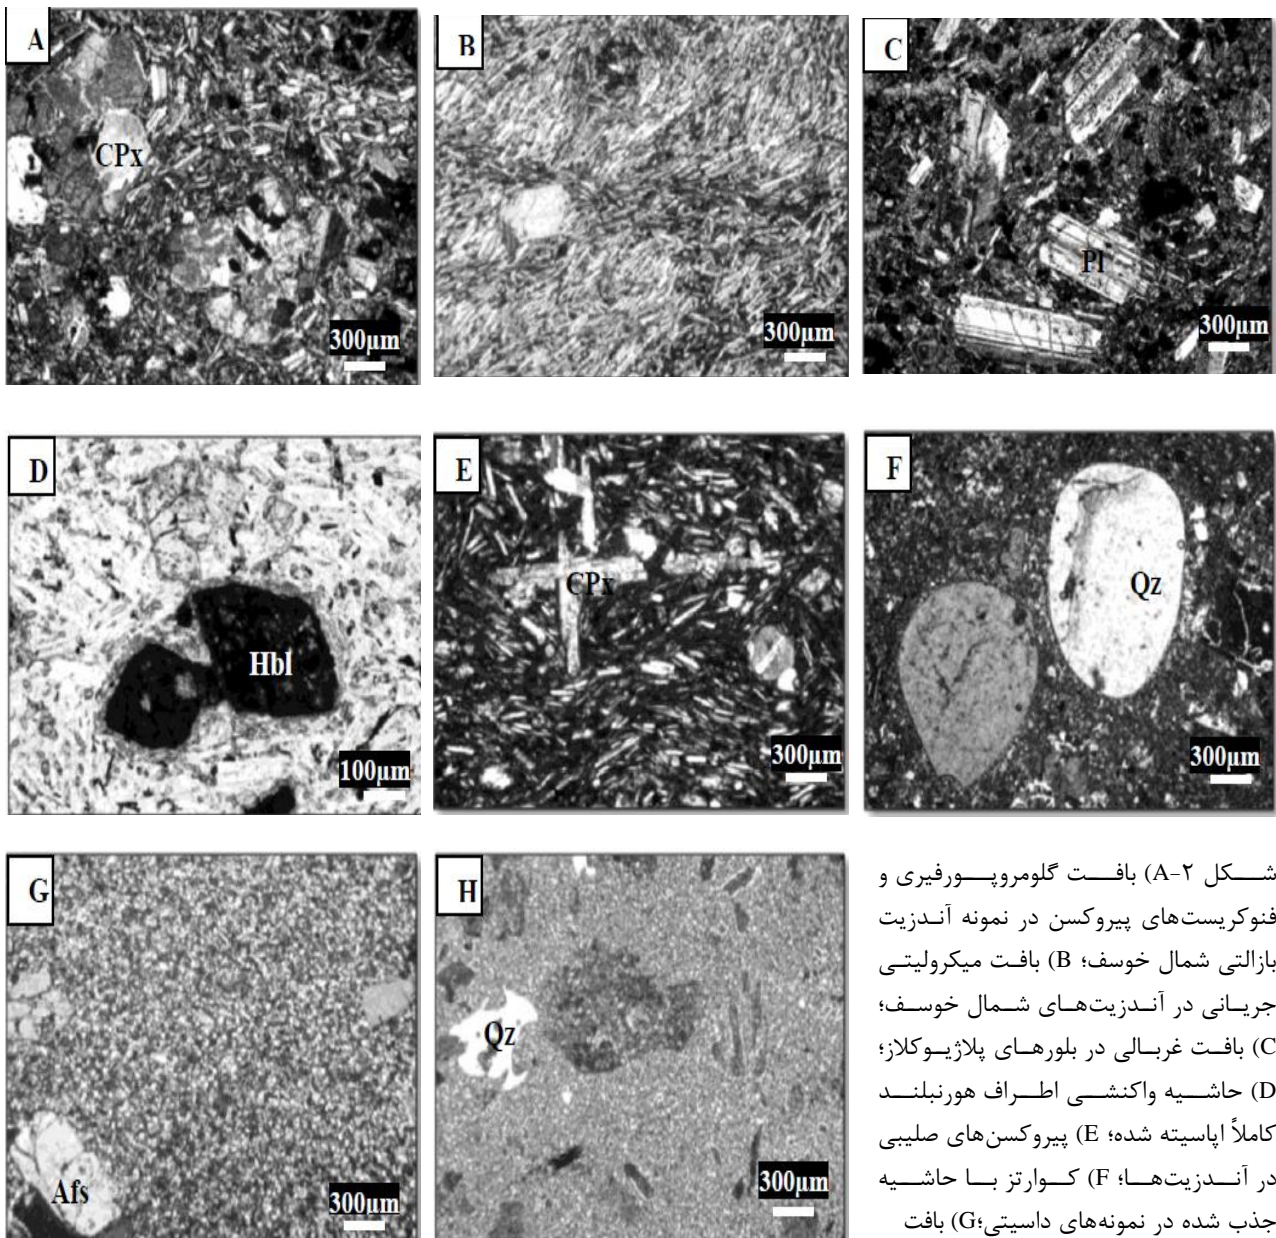 A
CPx
300µm
B
300µm
C
Pl
300µm
D
Hbl
100µm
E
CPx
300µm
F
Qz
300µm
G
Afs
300µm
H
Qz
300µm
شکل ۲-A) بافت گلومروپورفیری و
فنوکریست‌های پیروکسن در نمونه آندزیت
بازالتی شمال خوسف؛ B) بافت میکرولیتی
جریانی در آندزیت‌های شمال خوسف؛
C) بافت غربالی در بلورهای پلاژیوکلاز؛
D) حاشیه واکنشی اطراف هورنبلند
کاملاً اپاسیته شده؛ E) پیروکسن‌های صلیبی
در آندزیت‌ها؛ F) کوارتز با حاشیه
جذب شده در نمونه‌های داسیتی؛G) بافت